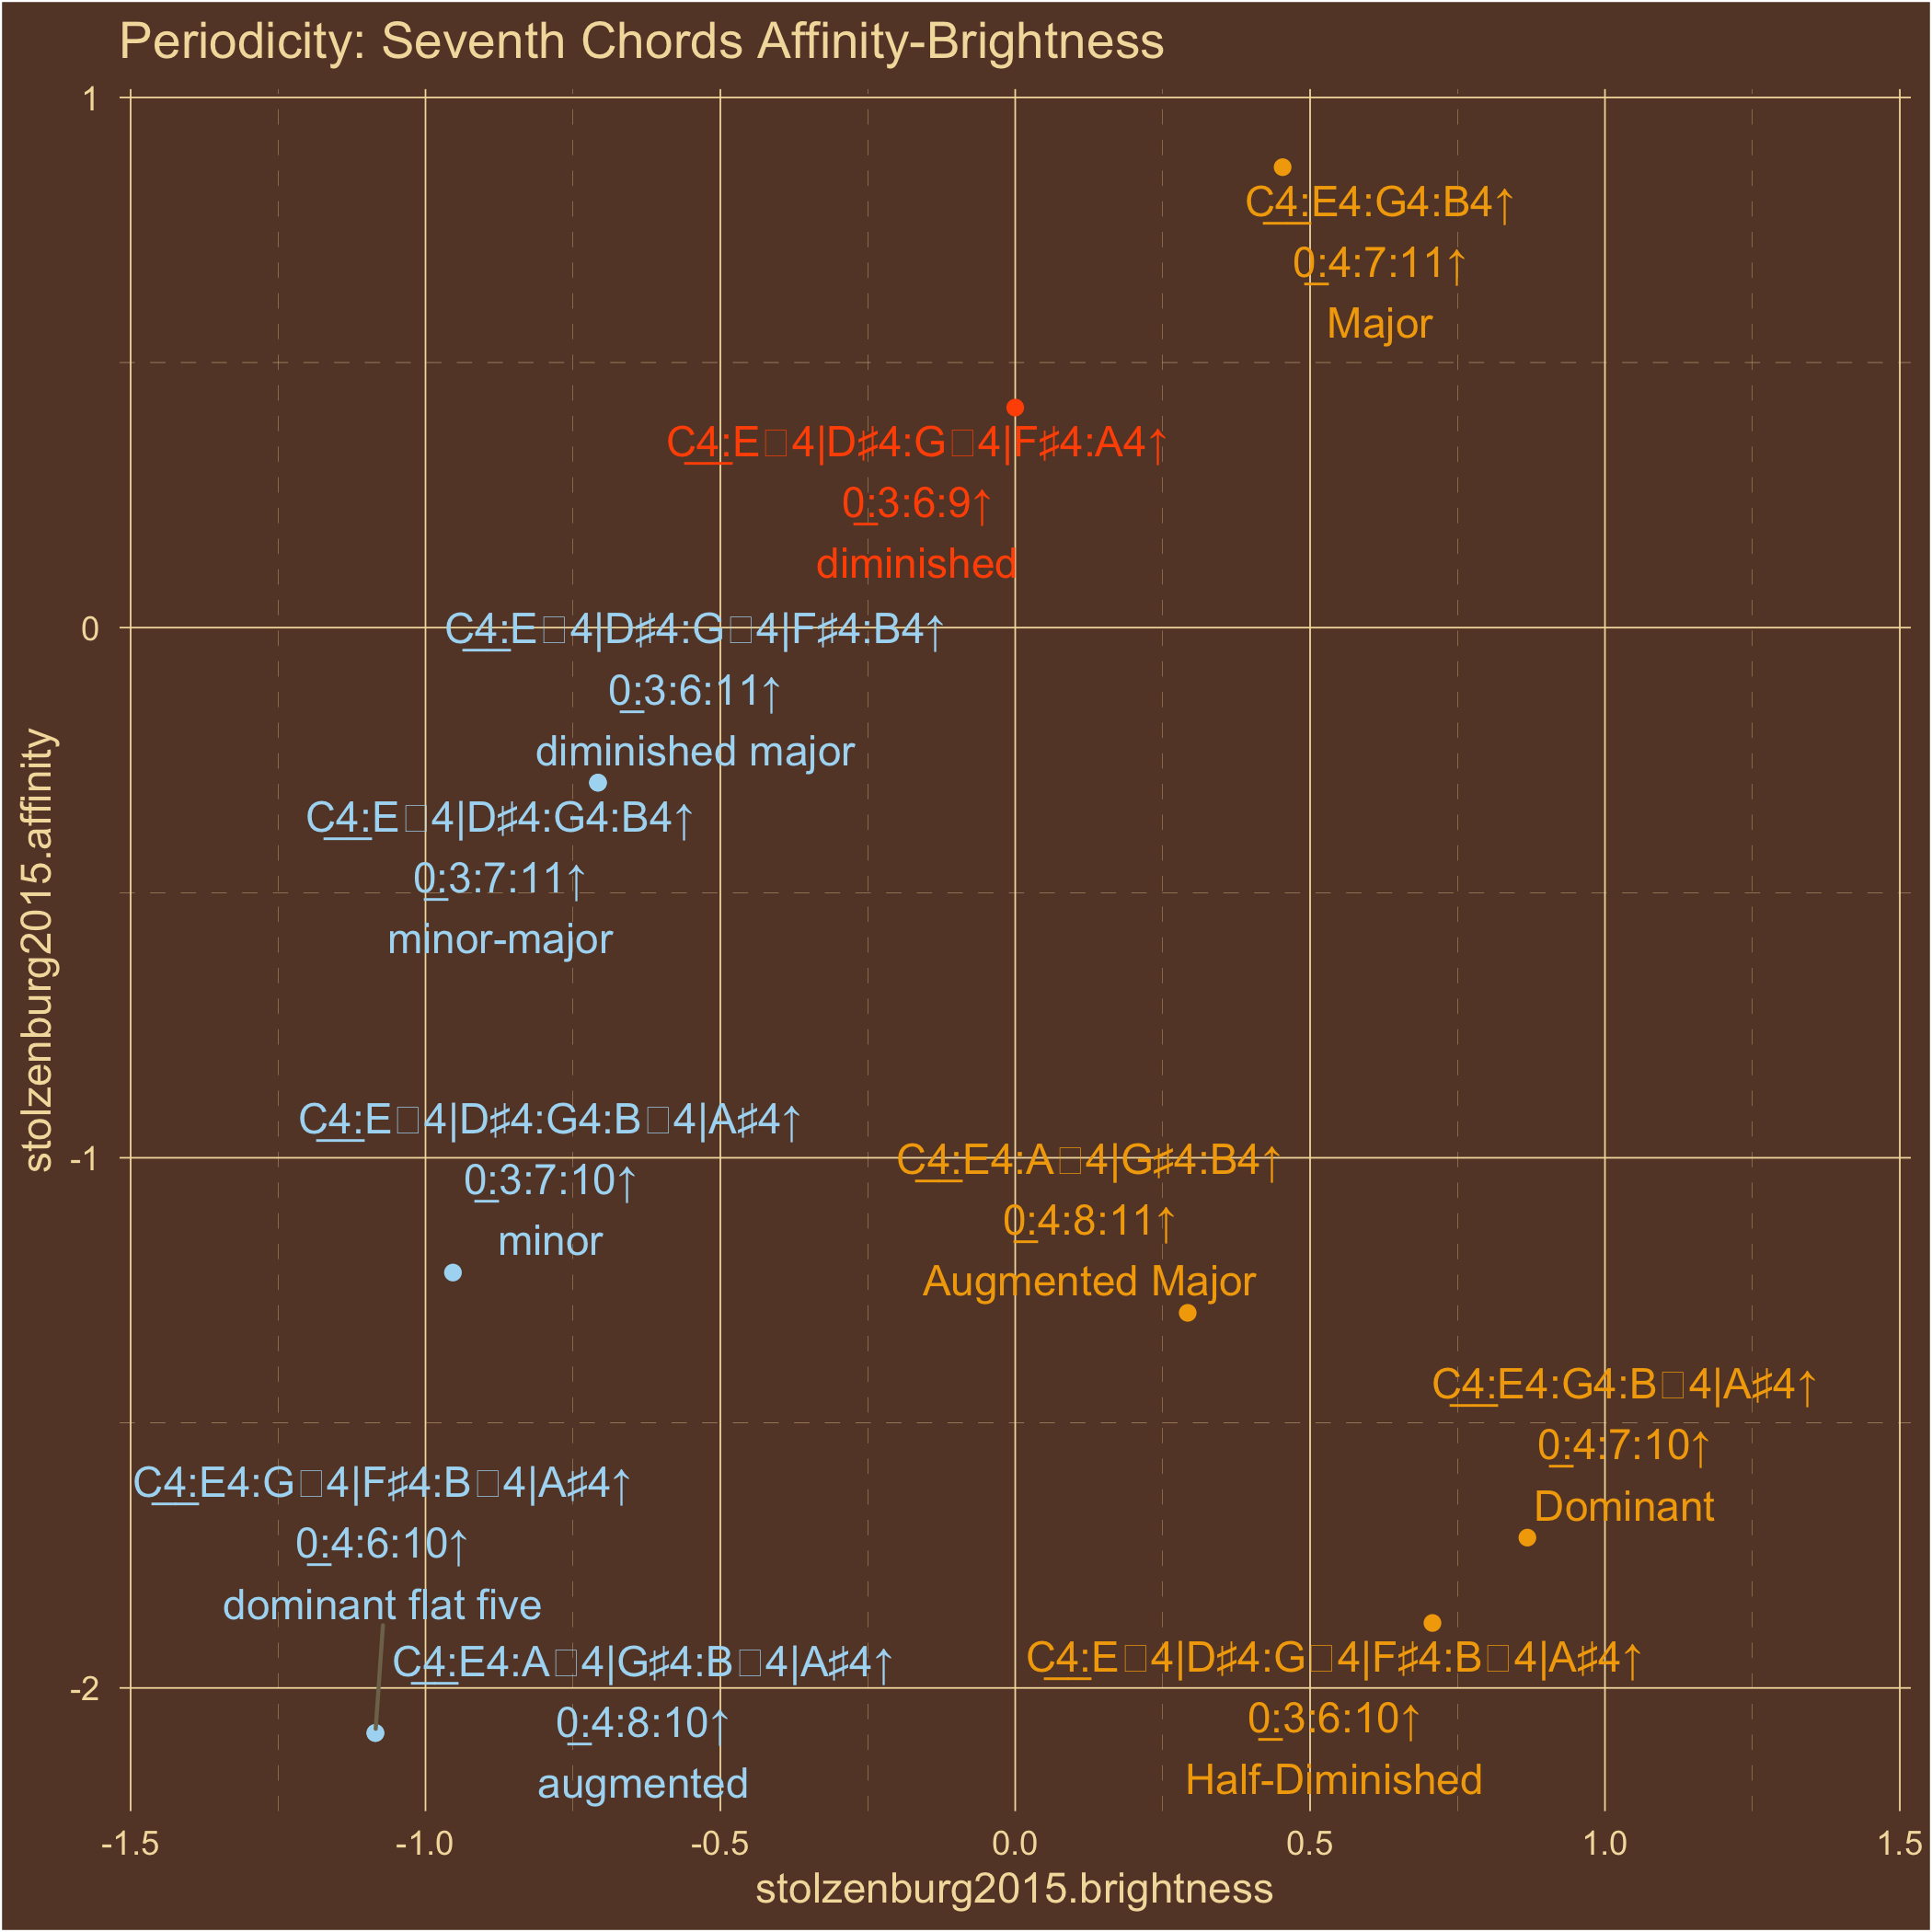 Periodicity: Seventh Chords Affinity-Brightness
1
C4:E4:G4:B4↑
0:4:7:11↑
Major
C4:E□4|D♯4:G□4|F♯4:A4↑
0:3:6:9↑
diminished
0
C4:E□4|D♯4:G□4|F♯4:B4↑
0:3:6:11↑
diminished major
C4:E□4|D♯4:G4:B4↑
0:3:7:11↑
minor-major
stolzenburg2015.affinity
C4:E□4|D♯4:G4:B□4|A♯4↑
0:3:7:10↑
minor
-1
C4:E4:A□4|G♯4:B4↑
0:4:8:11↑
Augmented Major
C4:E4:G4:B□4|A♯4↑
0:4:7:10↑
Dominant
C4:E4:G□4|F♯4:B□4|A♯4↑
0:4:6:10↑
dominant flat five
C4:E4:A□4|G♯4:B□4|A♯4↑
0:4:8:10↑
augmented
C4:E□4|D♯4:G□4|F♯4:B□4|A♯4↑
0:3:6:10↑
Half-Diminished
-2
-1.5 -1.0 -0.5 0.0 0.5 1.0 1.5
stolzenburg2015.brightness